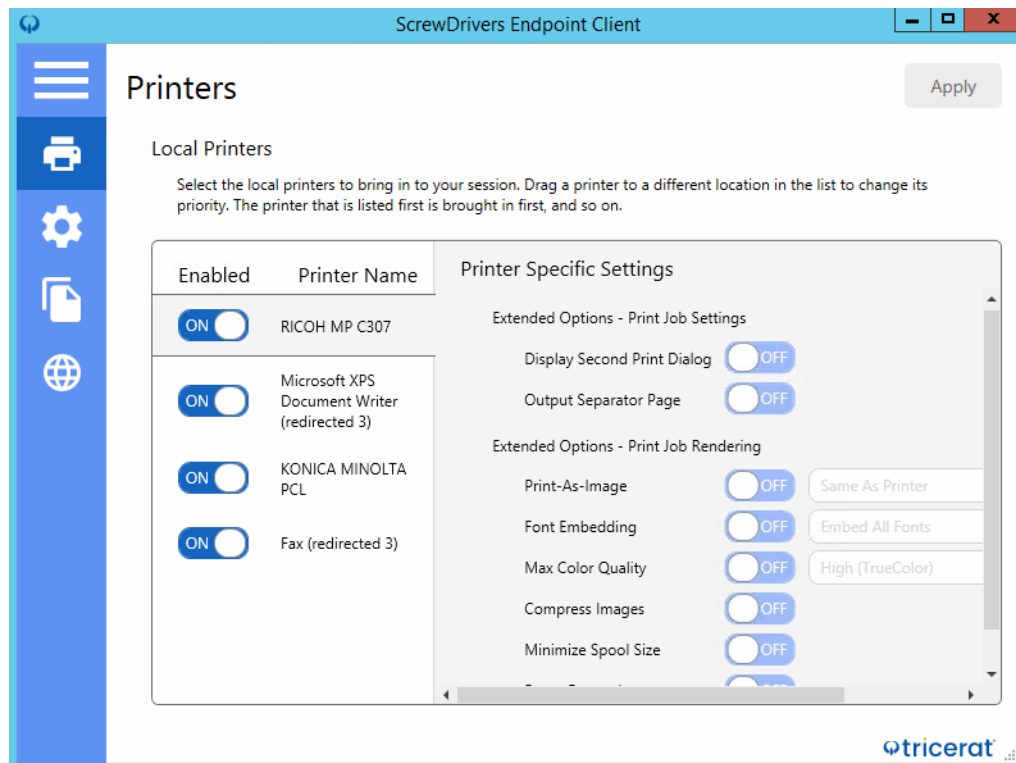 ScrewDrivers Endpoint Client
Printers
Apply
Local Printers
Select the local printers to bring in to your session. Drag a printer to a different location in the list to change its
priority. The printer that is listed first is brought in first, and so on.
Enabled Printer Name
ON RICOH MP C307
ON Microsoft XPS
Document Writer
(redirected 3)
ON KONICA MINOLTA
PCL
ON Fax (redirected 3)
Printer Specific Settings
Extended Options - Print Job Settings
Display Second Print Dialog OFF
Output Separator Page OFF
Extended Options - Print Job Rendering
Print-As-Image OFF Same As Printer
Font Embedding OFF Embed All Fonts
Max Color Quality OFF High (TrueColor)
Compress Images OFF
Minimize Spool Size OFF
tricerat